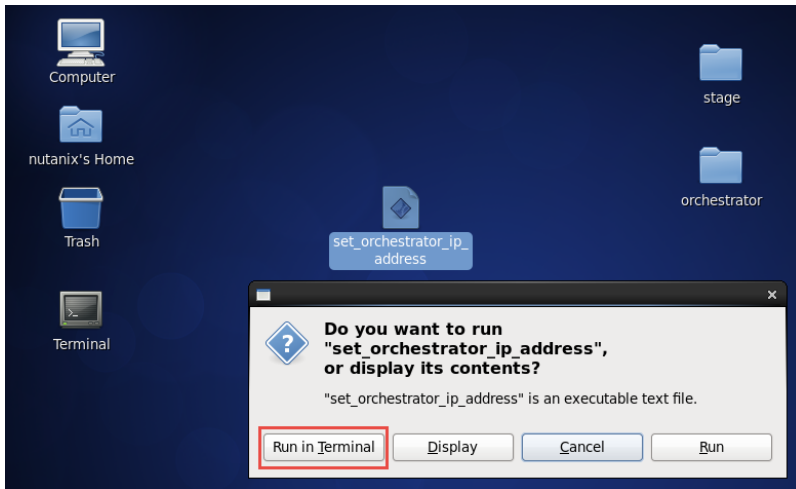 Computer
stage
nutanix's Home
orchestrator
Trash
set_orchestrator_ip_
address
Terminal
Do you want to run
"set_orchestrator_ip_address",
or display its contents?
"set_orchestrator_ip_address" is an executable text file.
Run in Terminal
Display
Cancel
Run